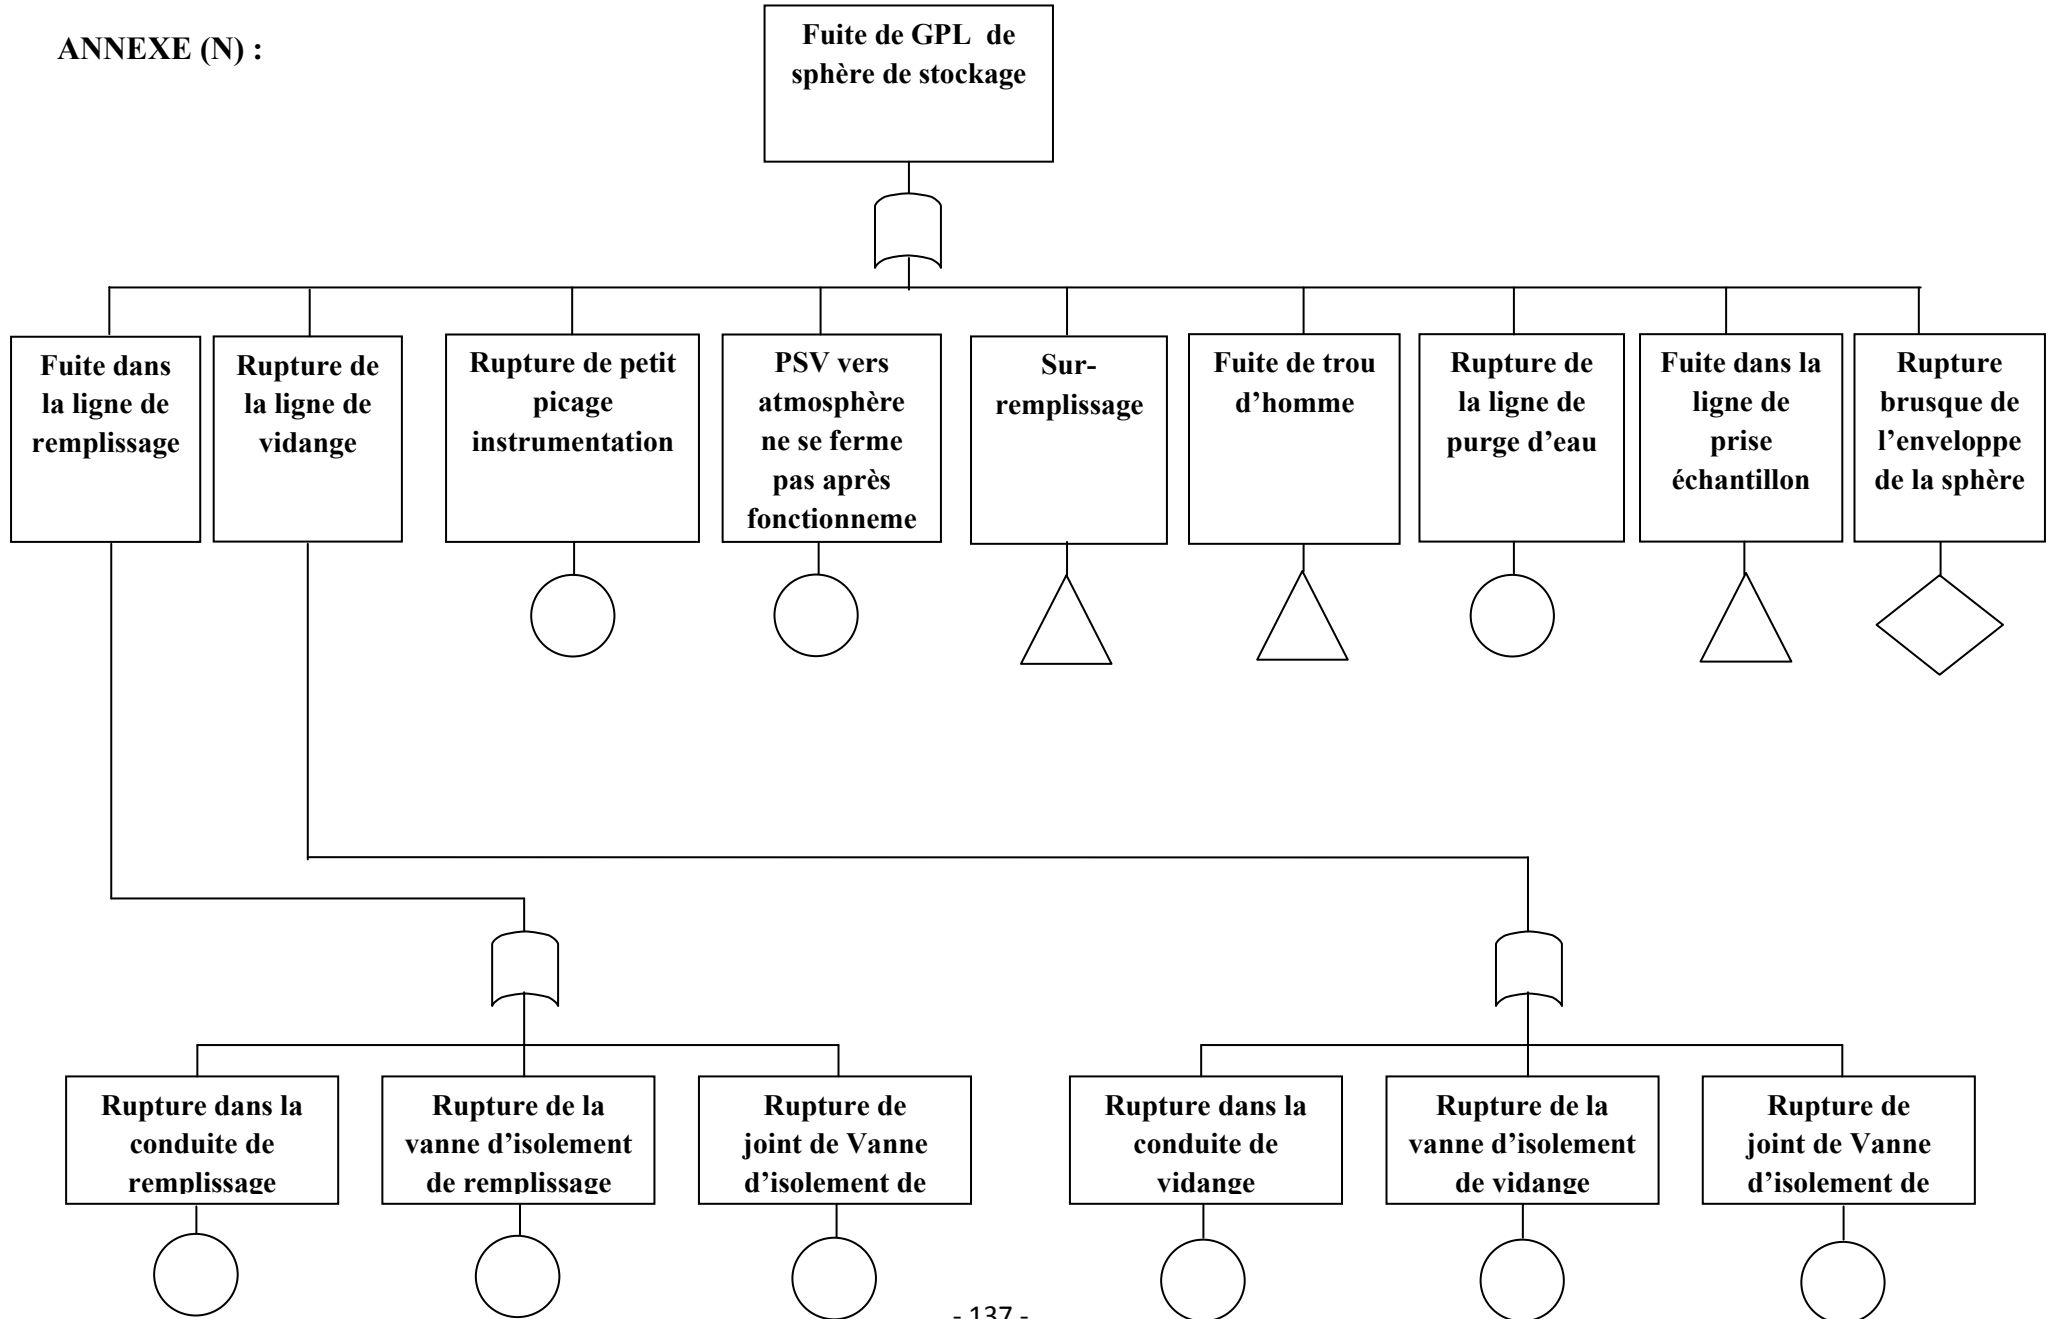 ANNEXE (N) :
Fuite de GPL de
sphère de stockage
Fuite dans
la ligne de
remplissage
Rupture de
la ligne de
vidange
Rupture de petit
picage
instrumentation
PSV vers
atmosphère
ne se ferme
pas après
fonctionneme
Sur-
remplissage
Fuite de trou
d’homme
Rupture de
la ligne de
purge d’eau
Fuite dans la
ligne de
prise
échantillon
Rupture
brusque de
l’enveloppe
de la sphère
Rupture dans la
conduite de
remplissage
Rupture de la
vanne d’isolement
de remplissage
Rupture de
joint de Vanne
d’isolement de
Rupture dans la
conduite de
vidange
Rupture de la
vanne d’isolement
de vidange
Rupture de
joint de Vanne
d’isolement de
- 137 -